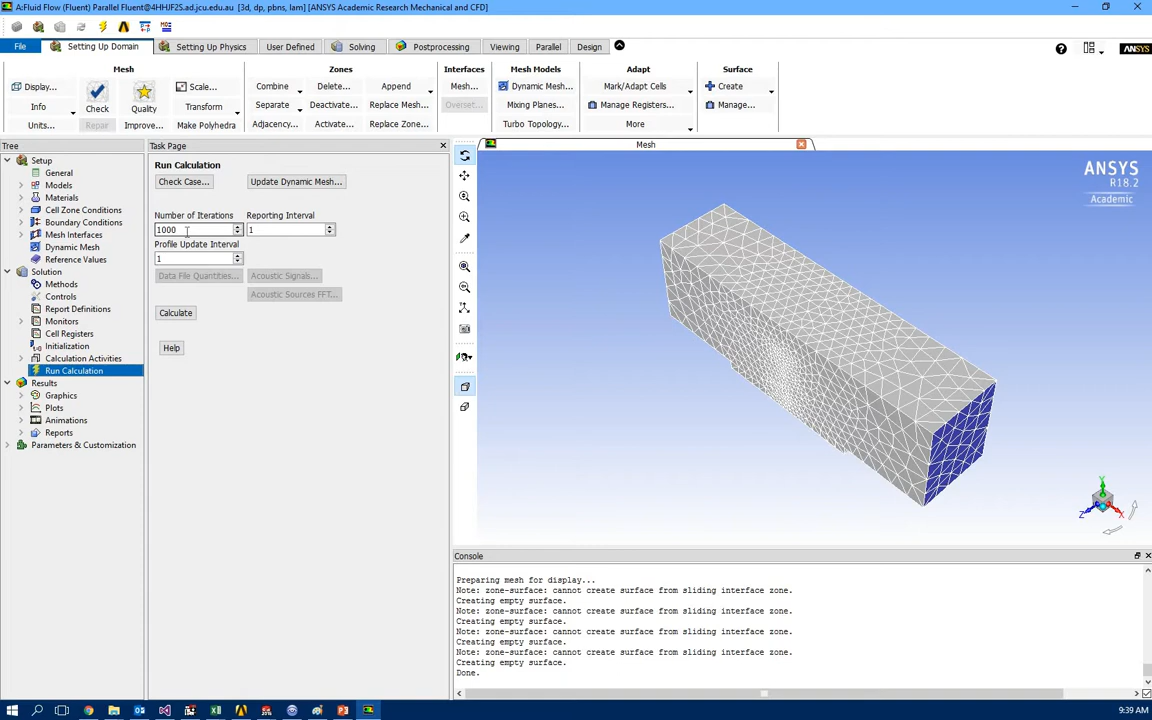 A:Fluid Flow (Fluent) Parallel Fluent@4HHJF2S.ad.jcu.edu.au [3d, dp, pbns, lam] [ANSYS Academic Research Mechanical and CFD]
File
Setting Up Domain
Setting Up Physics
User Defined
Solving
Postprocessing
Viewing
Parallel
Design
ANSYS
Mesh
Zones
Interfaces
Mesh Models
Adapt
Surface
Display...
Scale...
Combine
Delete...
Append
Mesh...
Dynamic Mesh...
Mark/Adapt Cells
Create
Info
Check
Quality
Transform
Separate
Deactivate...
Replace Mesh...
Overset...
Mixing Planes...
Manage Registers...
Manage...
Units...
Repair
Improve...
Make Polyhedra
Adjacency...
Activate...
Replace Zone...
Turbo Topology...
More
Tree
Setup
General
Models
Materials
Cell Zone Conditions
Boundary Conditions
Mesh Interfaces
Dynamic Mesh
Reference Values
Solution
Methods
Controls
Report Definitions
Monitors
Cell Registers
Initialization
Calculation Activities
Run Calculation
Results
Graphics
Plots
Animations
Reports
Parameters & Customization
Task Page
Run Calculation
Check Case...
Update Dynamic Mesh...
Number of Iterations
Reporting Interval
1000
1
Profile Update Interval
1
Data File Quantities...
Acoustic Signals...
Acoustic Sources FFT...
Calculate
Help
Mesh
ANSYS
R18.2
Academic
Y
Z
X
Console
Preparing mesh for display...
Note: zone-surface: cannot create surface from sliding interface zone.
Creating empty surface.
Note: zone-surface: cannot create surface from sliding interface zone.
Creating empty surface.
Note: zone-surface: cannot create surface from sliding interface zone.
Creating empty surface.
Note: zone-surface: cannot create surface from sliding interface zone.
Creating empty surface.
Done.
9:39 AM